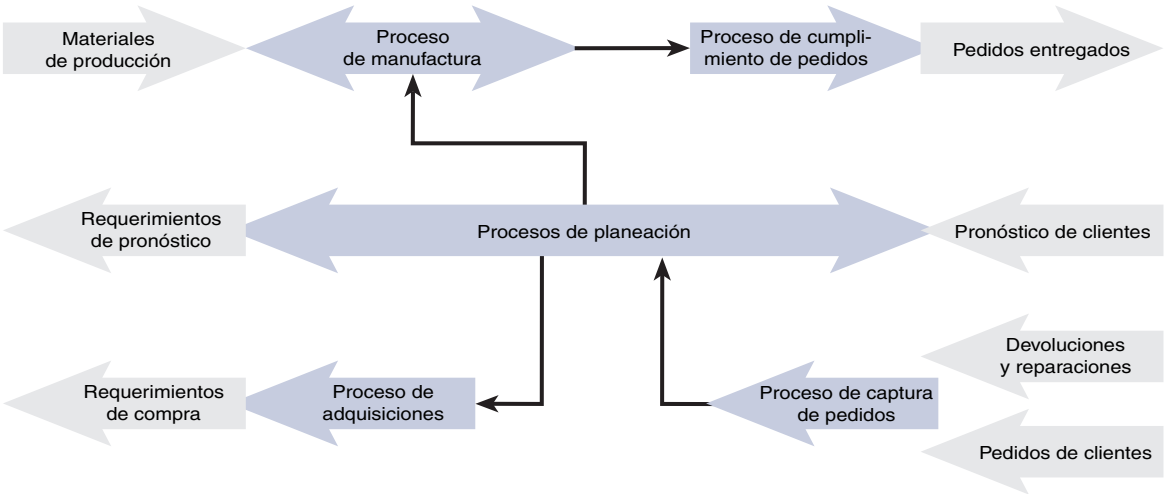 Materiales
de producción
Proceso
de manufactura
Proceso de cumpli-
miento de pedidos
Pedidos entregados
Requerimientos
de pronóstico
Procesos de planeación
Pronóstico de clientes
Devoluciones
y reparaciones
Requerimientos
de compra
Proceso de
adquisiciones
Proceso de captura
de pedidos
Pedidos de clientes